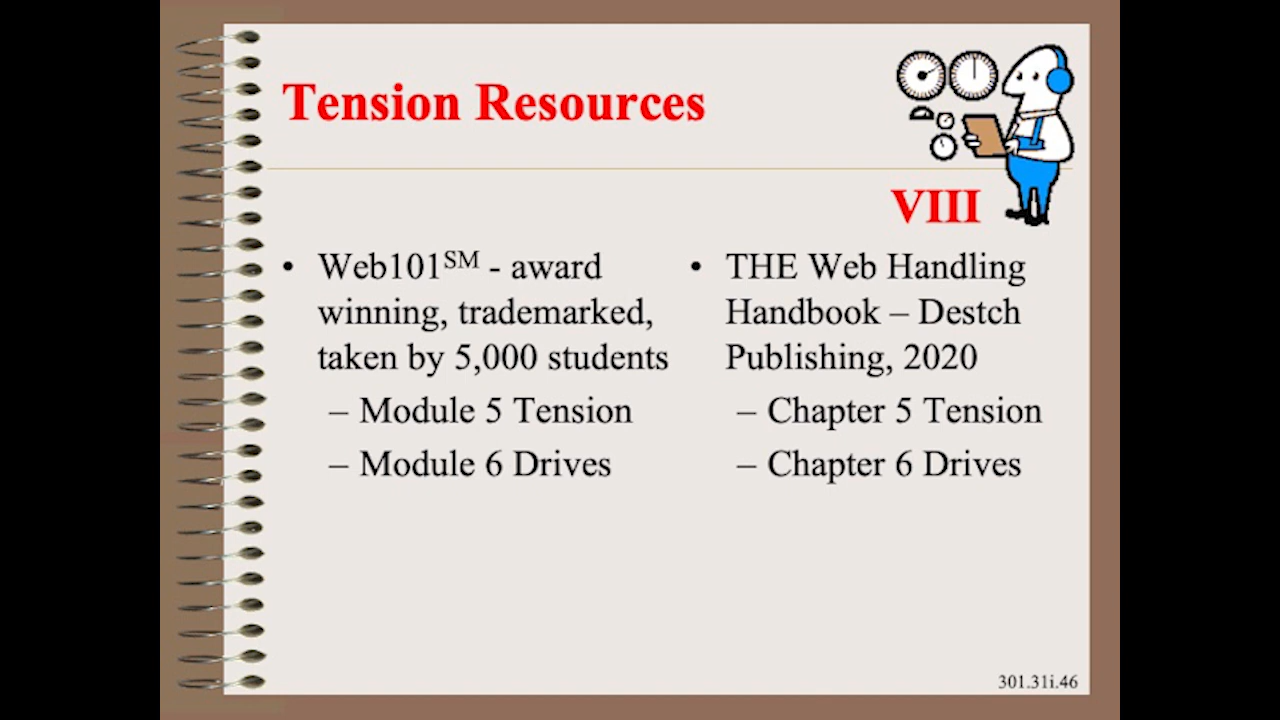 Tension Resources
VIII
• Web101SM - award
winning, trademarked,
taken by 5,000 students
– Module 5 Tension
– Module 6 Drives
• THE Web Handling
Handbook – Destch
Publishing, 2020
– Chapter 5 Tension
– Chapter 6 Drives
301.31i.46